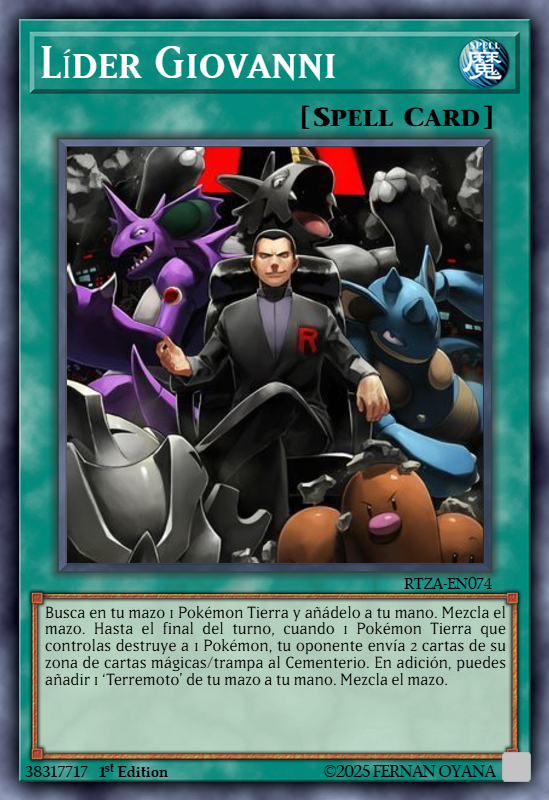 LÍDER GIOVANNI
SPELL
魔
[SPELL CARD]
R
RTZA-EN074
Busca en tu mazo 1 Pokémon Tierra y añádelo a tu mano. Mezcla el
mazo. Hasta el final del turno, cuando 1 Pokémon Tierra que
controlas destruye a 1 Pokémon, tu oponente envía 2 cartas de su
zona de cartas mágicas/trampa al Cementerio. En adición, puedes
añadir 1 ‘Terremoto’ de tu mazo a tu mano. Mezcla el mazo.
38317717 1st Edition ©2025 FERNAN OYANA